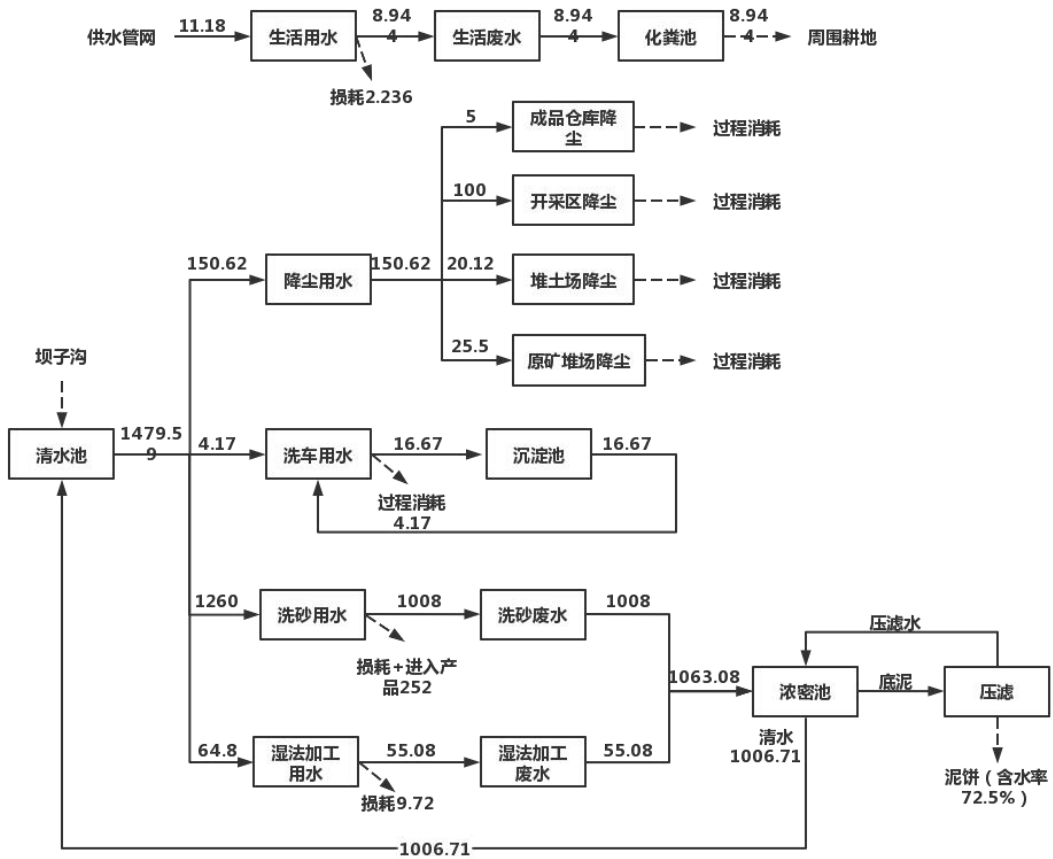 供水管网
11.18
生活用水
8.94
4
生活废水
8.94
4
化粪池
8.94
4
周围耕地
损耗2.236
5
成品仓库降
尘
过程消耗
100
开采区降尘
过程消耗
150.62
降尘用水
150.62
20.12
堆土场降尘
过程消耗
25.5
原矿堆场降尘
过程消耗
坝子沟
清水池
1479.5
9
4.17
洗车用水
16.67
沉淀池
16.67
过程消耗
4.17
1260
洗砂用水
1008
洗砂废水
1008
损耗+进入产
品252
1063.08
浓密池
底泥
压滤
压滤水
64.8
湿法加工
用水
55.08
湿法加工
废水
55.08
损耗9.72
清水
1006.71
泥饼（含水率
72.5%）
1006.71